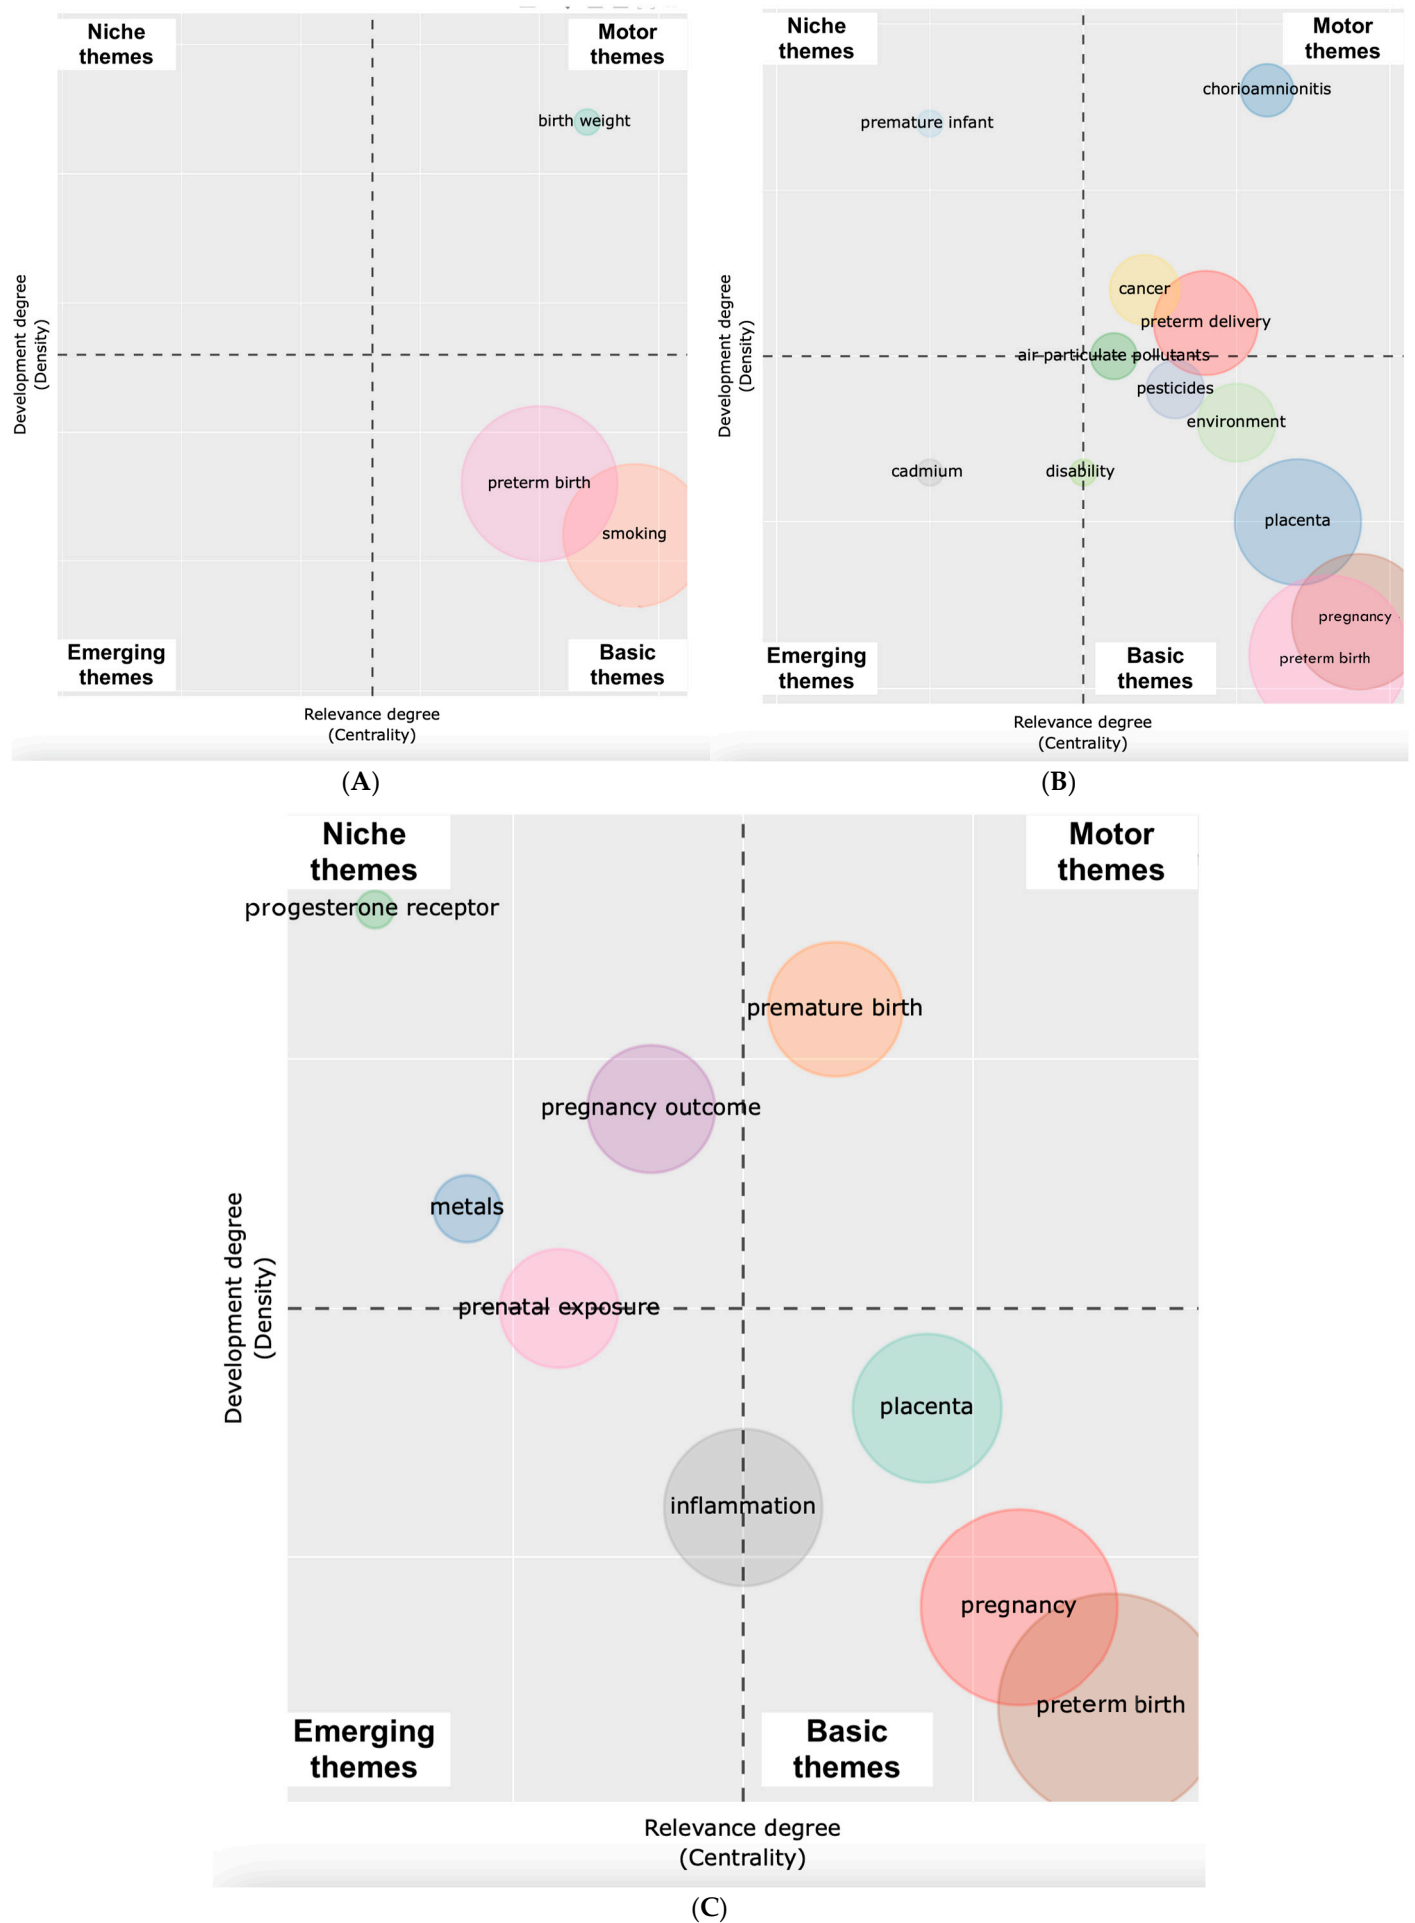 Niche
themes
Motor
themes
birth weight
Development degree
(Density)
preterm birth
smoking
Emerging
themes
Basic
themes
Relevance degree
(Centrality)
(A)
Niche
themes
Motor
themes
chorioamnionitis
premature infant
cancer
preterm delivery
Development degree
(Density)
air particulate pollutants
pesticides
environment
cadmium
disability
placenta
pregnancy
preterm birth
Emerging
themes
Basic
themes
Relevance degree
(Centrality)
(B)
Niche
themes
Motor
themes
progesterone receptor
premature birth
pregnancy outcome
metals
Development degree
(Density)
prenatal exposure
placenta
inflammation
pregnancy
preterm birth
Emerging
themes
Basic
themes
Relevance degree
(Centrality)
(C)